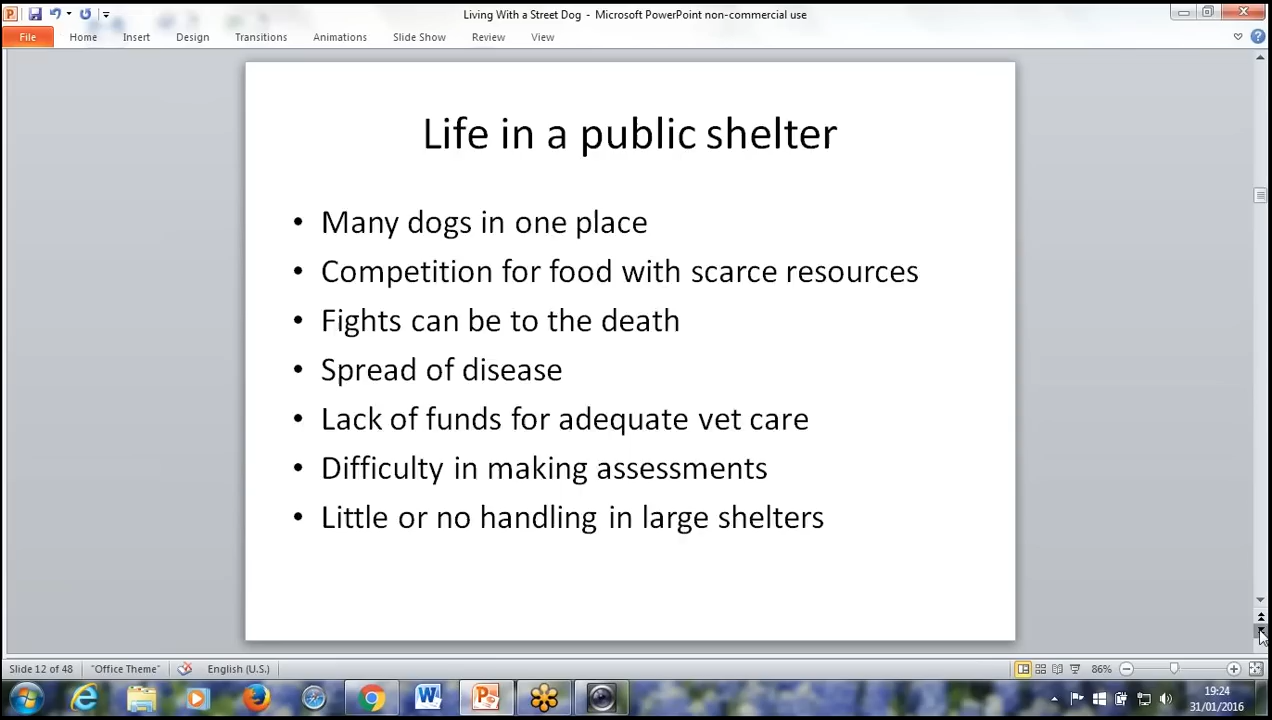 Living With a Street Dog - Microsoft PowerPoint non-commercial use
File Home Insert Design Transitions Animations Slide Show Review View
Life in a public shelter
• Many dogs in one place
• Competition for food with scarce resources
• Fights can be to the death
• Spread of disease
• Lack of funds for adequate vet care
• Difficulty in making assessments
• Little or no handling in large shelters
Slide 12 of 48 "Office Theme" English (U.S.) 86%
19:24
31/01/2016